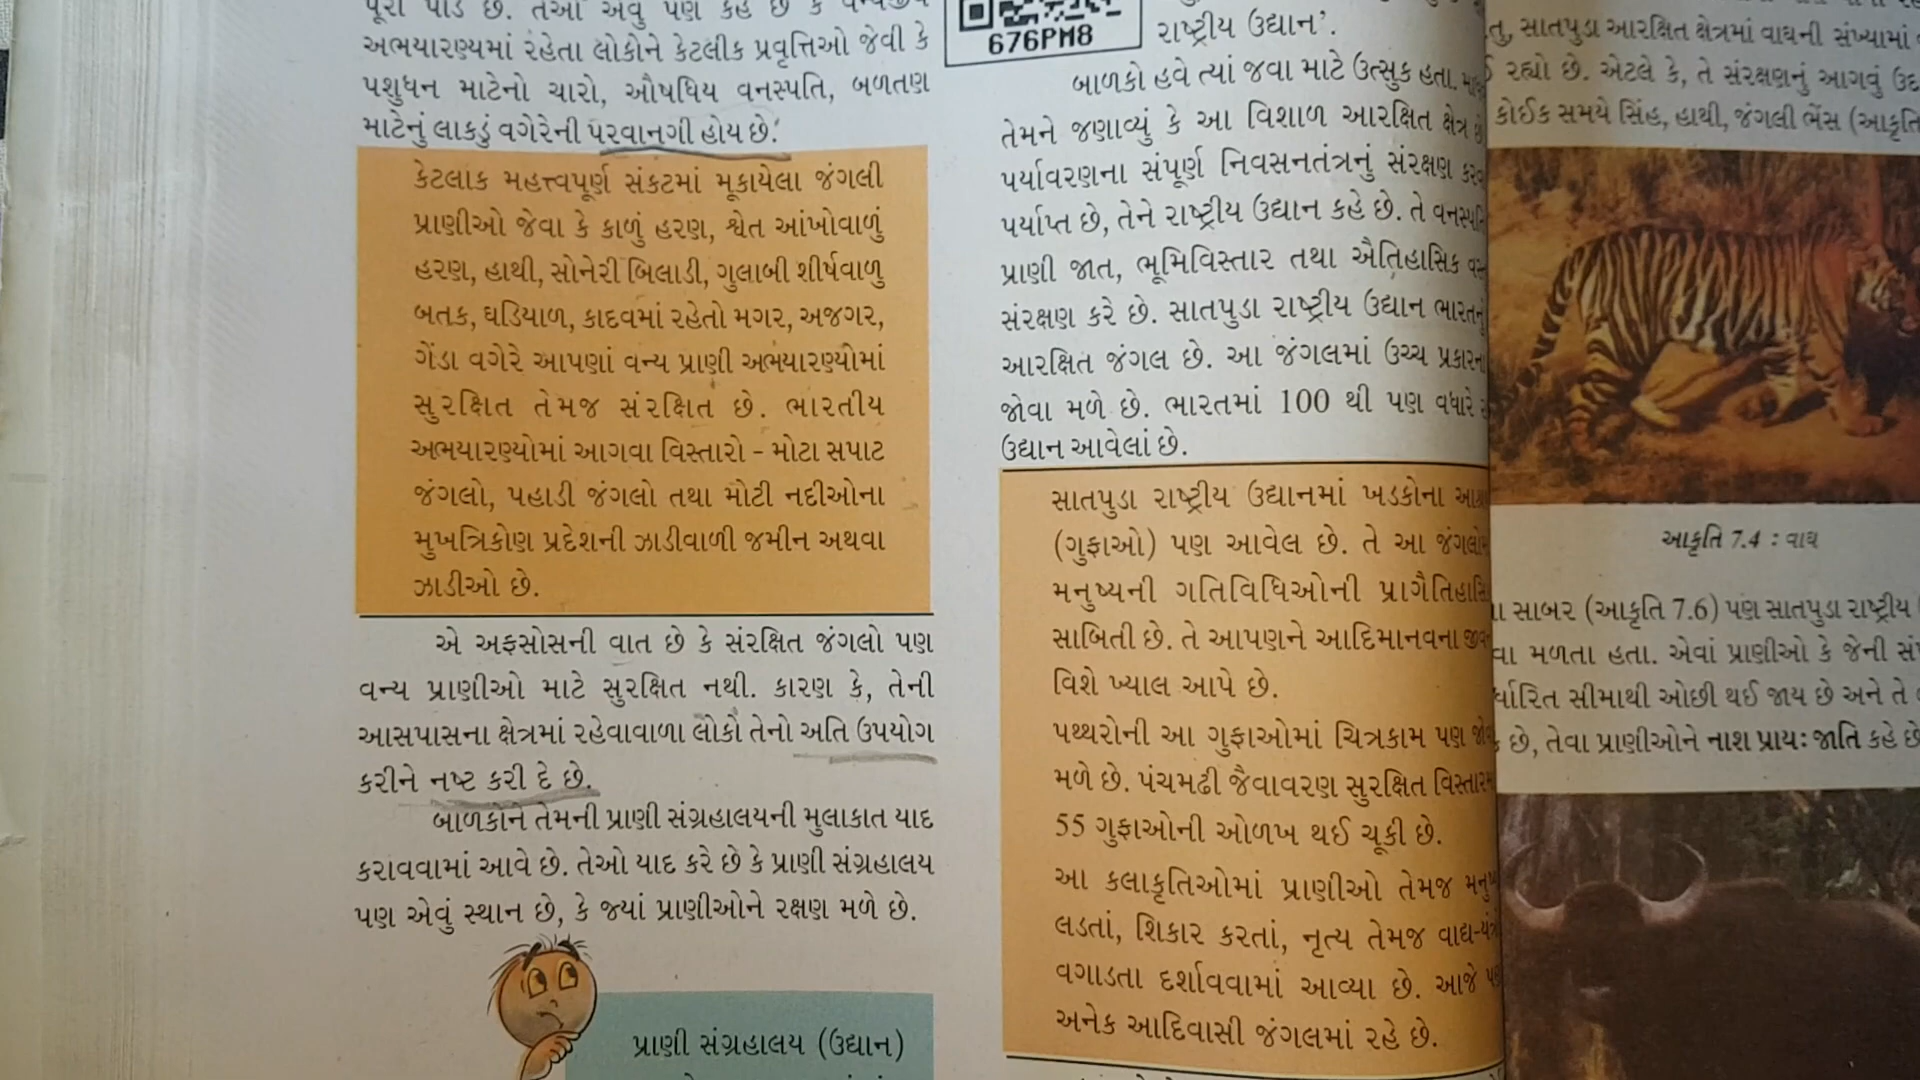 અભયારણ્યમાં રહેતા લોકોને કેટલીક પ્રવૃત્તિઓ જેવી કે
પશુધન માટેનો ચારો, ઔષધિય વનસ્પતિ, બળતણ
માટેનું લાકડું વગેરેની પરવાનગી હોય છે.'
કેટલાક મહત્ત્વપૂર્ણ સંકટમાં મૂકાયેલા જંગલી
પ્રાણીઓ જેવા કે કાળું હરણ, શ્વેત આંખોવાળું
હરણ, હાથી, સોનેરી બિલાડી, ગુલાબી શીર્ષવાળુ
બતક, ઘડિયાળ, કાદવમાં રહેતો મગર, અજગર,
ગેંડા વગેરે આપણાં વન્ય પ્રાણી અભયારણ્યોમાં
સુરક્ષિત તેમજ સંરક્ષિત છે. ભારતીય
અભયારણ્યોમાં આગવા વિસ્તારો - મોટા સપાટ
જંગલો, પહાડી જંગલો તથા મોટી નદીઓના
મુખત્રિકોણ પ્રદેશની ઝાડીવાળી જમીન અથવા
ઝાડીઓ છે.
એ અફસોસની વાત છે કે સંરક્ષિત જંગલો પણ
વન્ય પ્રાણીઓ માટે સુરક્ષિત નથી. કારણ કે, તેની
આસપાસના ક્ષેત્રમાં રહેવાવાળા લોકો તેનો અતિ ઉપયોગ
કરીને નષ્ટ કરી દે છે.
બાળકોને તેમની પ્રાણી સંગ્રહાલયની મુલાકાત યાદ
કરાવવામાં આવે છે. તેઓ યાદ કરે છે કે પ્રાણી સંગ્રહાલય
પણ એવું સ્થાન છે, કે જ્યાં પ્રાણીઓને રક્ષણ મળે છે.
પ્રાણી સંગ્રહાલય (ઉદ્યાન)
676PM8
રાષ્ટ્રીય ઉદ્યાન'.
બાળકો હવે ત્યાં જવા માટે ઉત્સુક હતા.
તેમને જણાવ્યું કે આ વિશાળ આરક્ષિત ક્ષેત્ર
પર્યાવરણના સંપૂર્ણ નિવસનતંત્રનું સંરક્ષણ
પર્યાપ્ત છે, તેને રાષ્ટ્રીય ઉદ્યાન કહે છે. તે
પ્રાણી જાત, ભૂમિવિસ્તાર તથા ઐતિહાસિક
સંરક્ષણ કરે છે. સાતપુડા રાષ્ટ્રીય ઉદ્યાન ભારતનું
આરક્ષિત જંગલ છે. આ જંગલમાં ઉચ્ચ
જોવા મળે છે. ભારતમાં 100 થી પણ વધારે
ઉદ્યાન આવેલાં છે.
સાતપુડા રાષ્ટ્રીય ઉદ્યાનમાં ખડકોના
(ગુફાઓ) પણ આવેલ છે. તે આ
મનુષ્યની ગતિવિધિઓની
સાબિતી છે. તે આપણને આદિમાનવના
વિશે ખ્યાલ આપે છે.
પથ્થરોની આ ગુફાઓમાં ચિત્રકામ પણ
મળે છે. પંચમઢી જૈવાવરણ સુરક્ષિત
55 ગુફાઓની ઓળખ થઈ ચૂકી છે.
આ કલાકૃતિઓમાં પ્રાણીઓ તેમજ
લડતાં, શિકાર કરતાં, નૃત્ય તેમજ
વગાડતા દર્શાવવામાં આવ્યા છે. આજે
અનેક આદિવાસી જંગલમાં રહે છે.
સાતપુડા આરક્ષિત ક્ષેત્રમાં વાઘની સંખ્યામાં
રહ્યો છે. એટલે કે, તે સંરક્ષણનું આગવું
કોઈક સમયે સિંહ, હાથી, જંગલી ભેંસ (આકૃતિ
આકૃતિ 7.4 : વાઘ
સાબર (આકૃતિ 7.6) પણ સાતપુડા રાષ્ટ્રીય
મળતા હતા. એવાં પ્રાણીઓ કે જેની
સીમાથી ઓછી થઈ જાય છે અને તે
છે, તેવા પ્રાણીઓને નાશ પ્રાયઃ જાતિ કહે છે